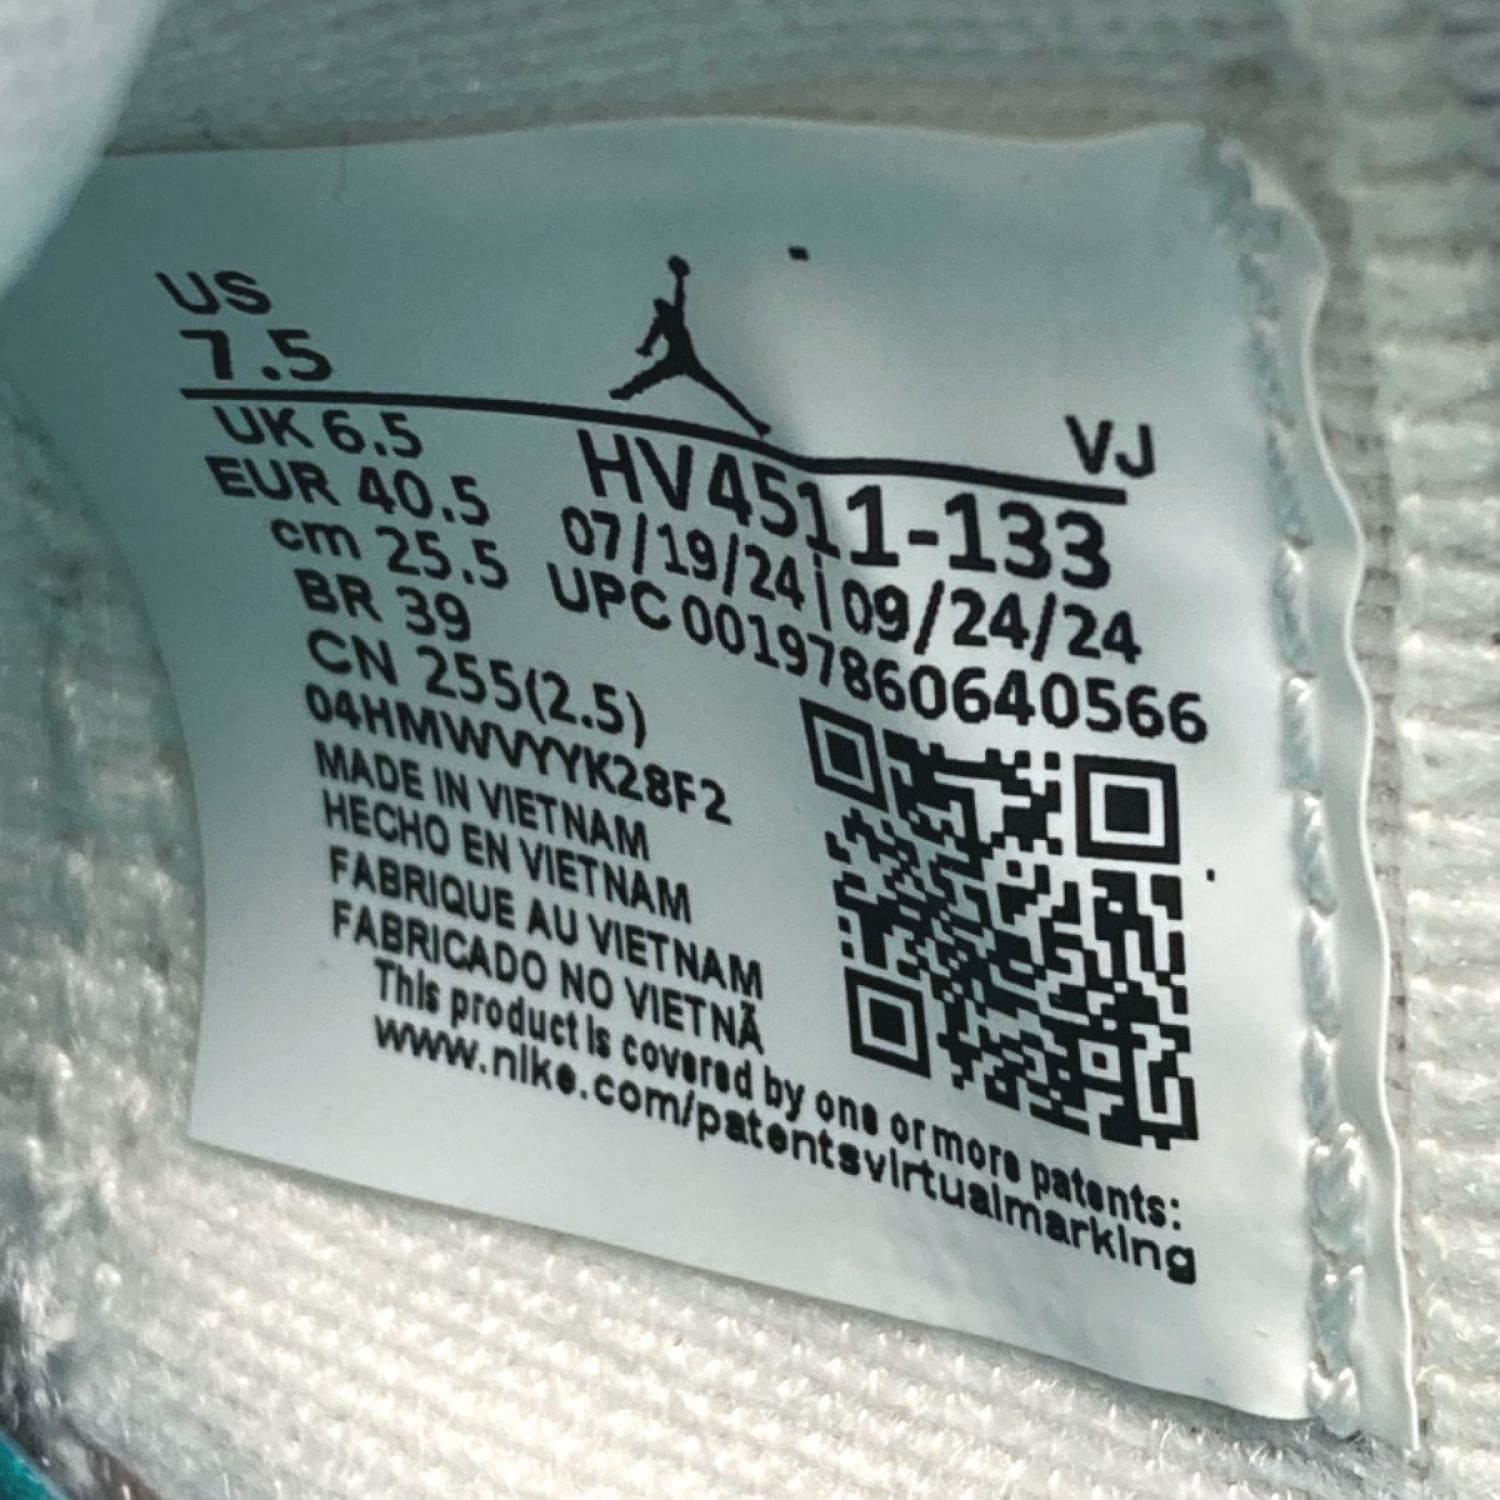 US
7.5
VJ
UK 6.5
EUR 40.5
cm 25.5
BR 39
CN 255(2.5)
HV4511-133
07/19/24 | 09/24/24
UPC 00197860640566
04HMWVYYK28F2
MADE IN VIETNAM
HECHO EN VIETNAM
FABRIQUE AU VIETNAM
FABRICADO NO VIETNÃ
This product is covered by one or more patents:
www.nike.com/patentsvirtualmarking